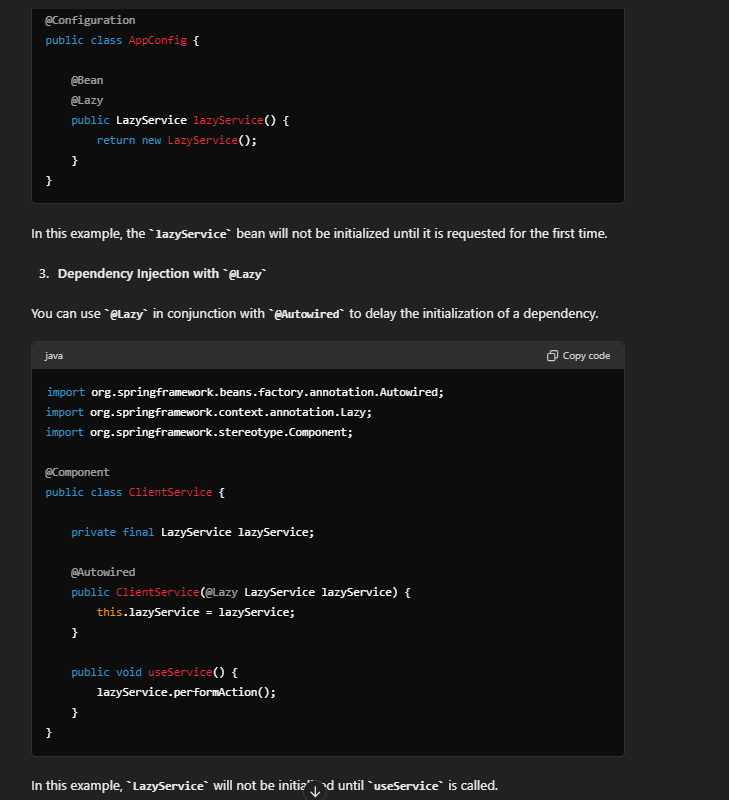 @Configuration
public class AppConfig {
@Bean
@Lazy
public LazyService lazyService() {
return new LazyService();
}
}
In this example, the `lazyService` bean will not be initialized until it is requested for the first time.
3. Dependency Injection with `@Lazy`
You can use `@Lazy` in conjunction with `@Autowired` to delay the initialization of a dependency.
java Copy code
import org.springframework.beans.factory.annotation.Autowired;
import org.springframework.context.annotation.Lazy;
import org.springframework.stereotype.Component;
@Component
public class ClientService {
private final LazyService lazyService;
@Autowired
public ClientService(@Lazy LazyService lazyService) {
this.lazyService = lazyService;
}
public void useService() {
lazyService.performAction();
}
}
In this example, `LazyService` will not be initialized until `useService` is called.